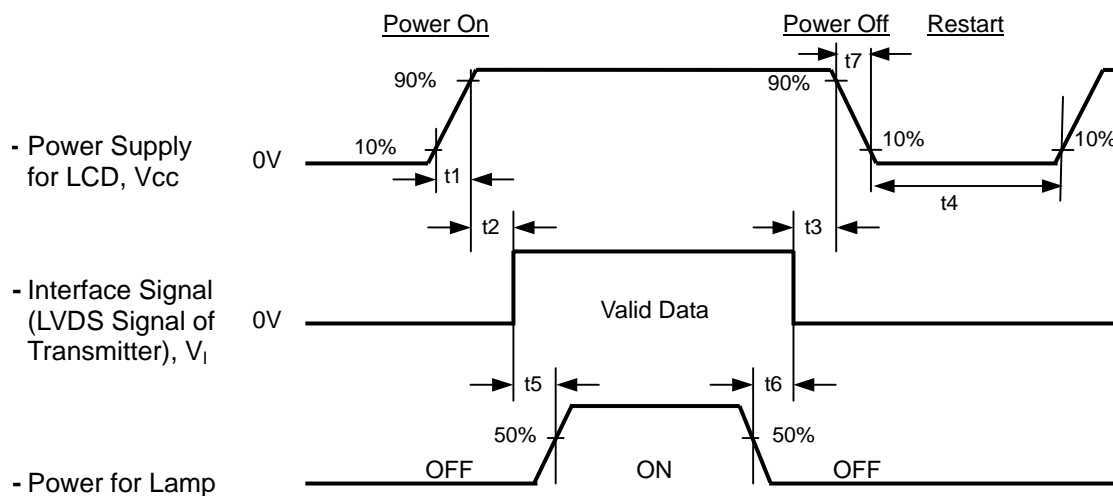 Power On
Power Off
Restart
t7
90%
90%
10%
10%
10%
- Power Supply
for LCD, Vcc
0V
t1
t4
t2
t3
- Interface Signal
(LVDS Signal of
Transmitter), VI
0V
Valid Data
t5
t6
50%
50%
- Power for Lamp
OFF
ON
OFF